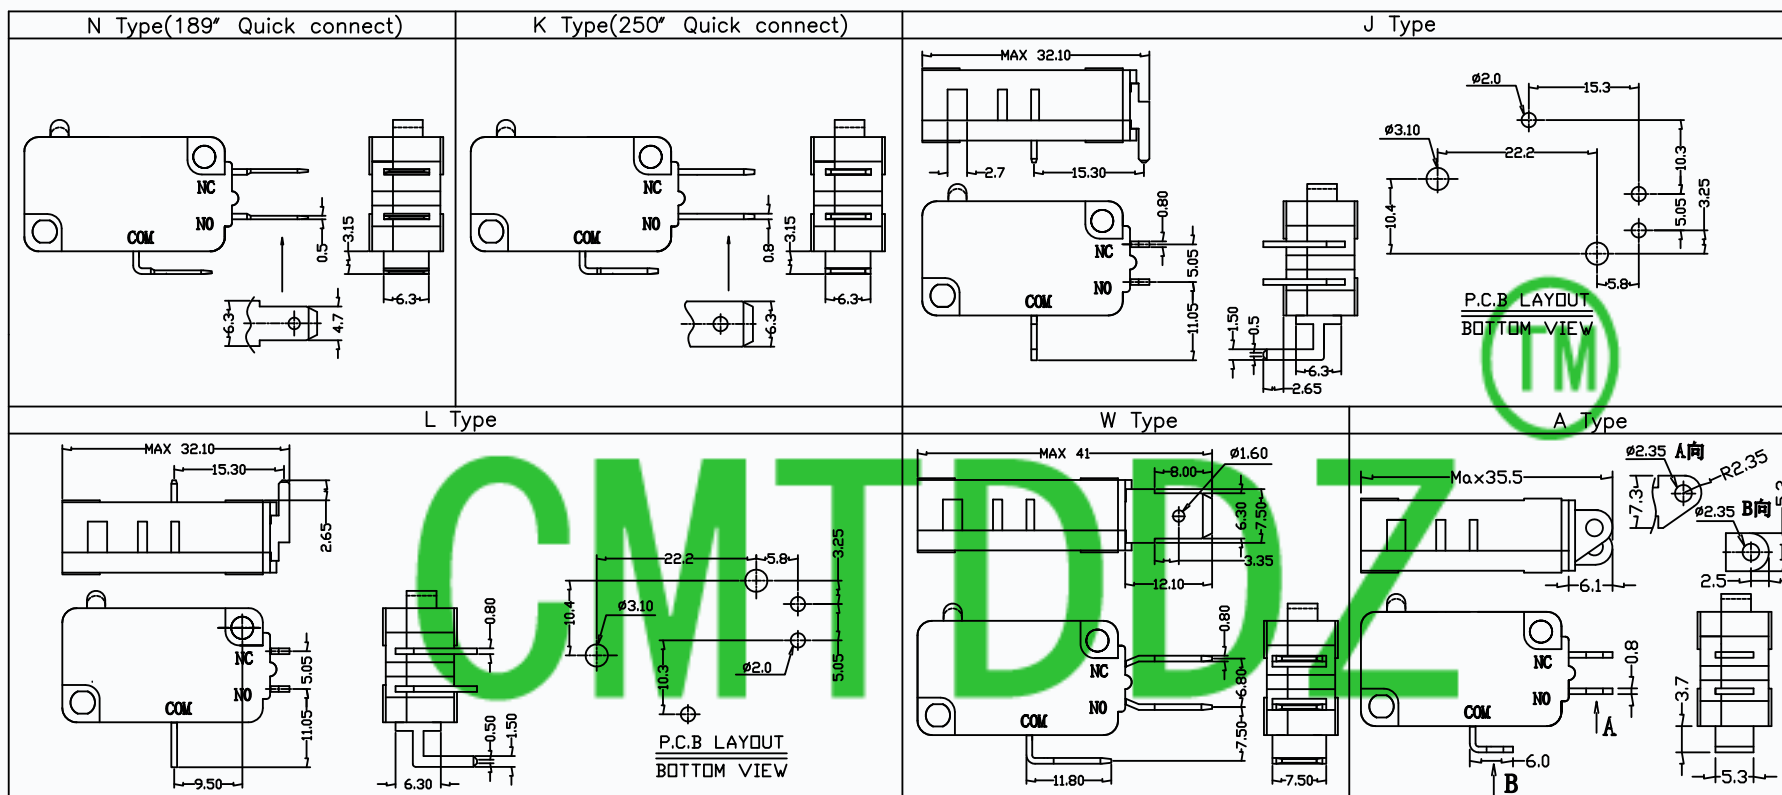 N Type(189″ Quick connect)
NC
NO
COM
0.5
3.15
6.3
6.3
4.7
K Type(250″ Quick connect)
NC
NO
COM
0.8
3.15
6.3
6.3
J Type
MAX 32.10
2.7
15.30
NC
NO
COM
0.80
5.05
11.05
1.50
0.5
6.3
2.65
ø2.0
15.3
ø3.10
22.2
10.3
10.4
5.05
3.25
5.8
P.C.B LAYOUT
BOTTOM VIEW
TM
L Type
MAX 32.10
15.30
2.65
NC
NO
COM
5.05
11.05
9.50
0.80
0.50
1.50
6.30
22.2
5.8
3.25
10.4
ø3.10
10.3
ø2.0
5.05
P.C.B LAYOUT
BOTTOM VIEW
CMTDDZ
W Type
MAX 41
8.00
ø1.60
6.30
7.50
3.35
12.10
NC
NO
COM
0.80
6.80
7.50
11.80
7.50
A Type
Max35.5
6.1
ø2.35
A向
R2.35
7.3
ø2.35
B向
5.3
2.5
NC
NO
COM
0.8
A
6.0
B
3.7
5.3